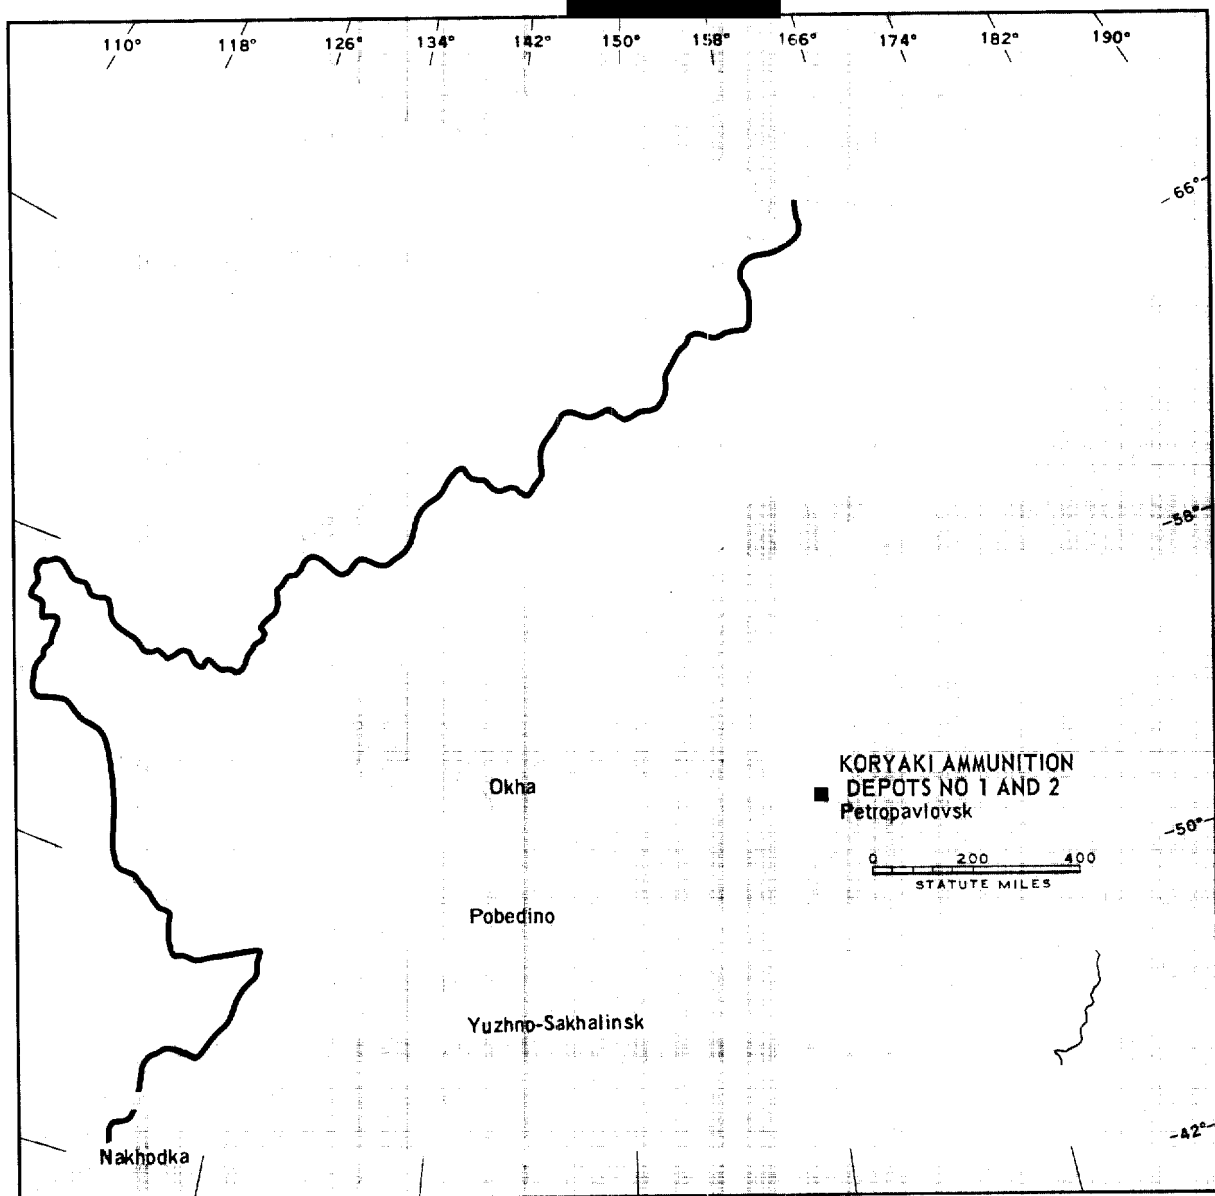 110° 118° 126° 134° 142° 150° 158° 166° 174° 182° 190°
66°
58°
KORYAKI AMMUNITION
DEPOTS NO 1 AND 2
Okha
Petropavlovsk
50°
0 200 400
STATUTE MILES
Pobedino
Yuzhno-Sakhalinsk
42°
Nakhodka